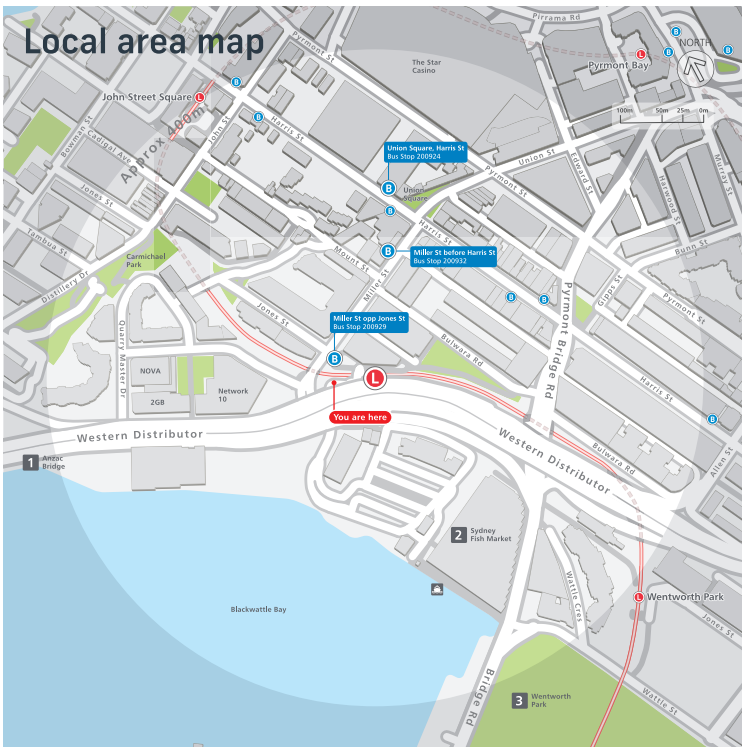 Local area map
Pirrama Rd
NORTH
Pyrmont St
The Star
Casino
Pyrmont Bay
L
B
B
B
B
100m 50m 25m 0m
John Street Square
L
B
B
Approx 400m
Bowman St
Cadigal Ave
John St
Harris St
Union Square, Harris St
Bus Stop 200924
B
B
Union
Square
Pyrmont St
Union St
Edward St
Harwood St
Murray St
Bunn St
Jones St
Tambua St
Distillery Dr
Carmichael
Park
Mount St
Miller St
Harris St
B
Miller St before Harris St
Bus Stop 200932
B
B
Gipps St
Pyrmont St
Pyrmont Bridge Rd
Jones St
Miller St opp Jones St
Bus Stop 200929
B
L
You are here
Bulwara Rd
Harris St
B
Quarry Master Dr
NOVA
2GB
Network
10
Western Distributor
Western Distributor
Bulwara Rd
Allen St
1
Anzac
Bridge
2
Sydney
Fish Market
Wattle Cres
L
Wentworth Park
Jones St
Blackwattle Bay
Bridge Rd
3
Wentworth
Park
Wattle St